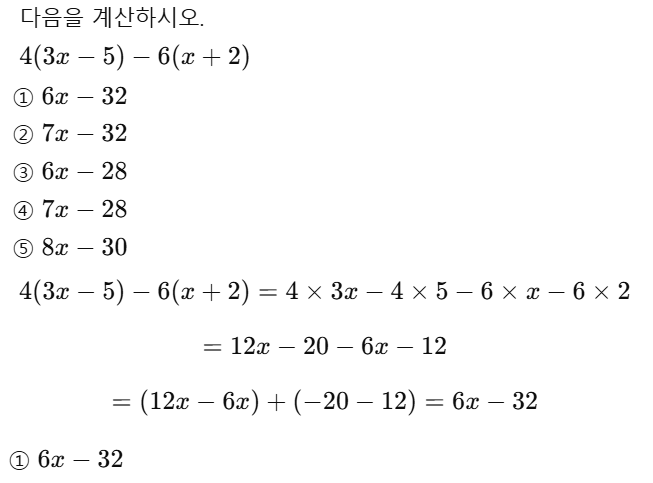 다음을 계산하시오.
4(3x − 5) − 6(x + 2)
① 6x − 32
② 7x − 32
③ 6x − 28
④ 7x − 28
⑤ 8x − 30
4(3x − 5) − 6(x + 2) = 4 × 3x − 4 × 5 − 6 × x − 6 × 2
= 12x − 20 − 6x − 12
= (12x − 6x) + (−20 − 12) = 6x − 32
① 6x − 32